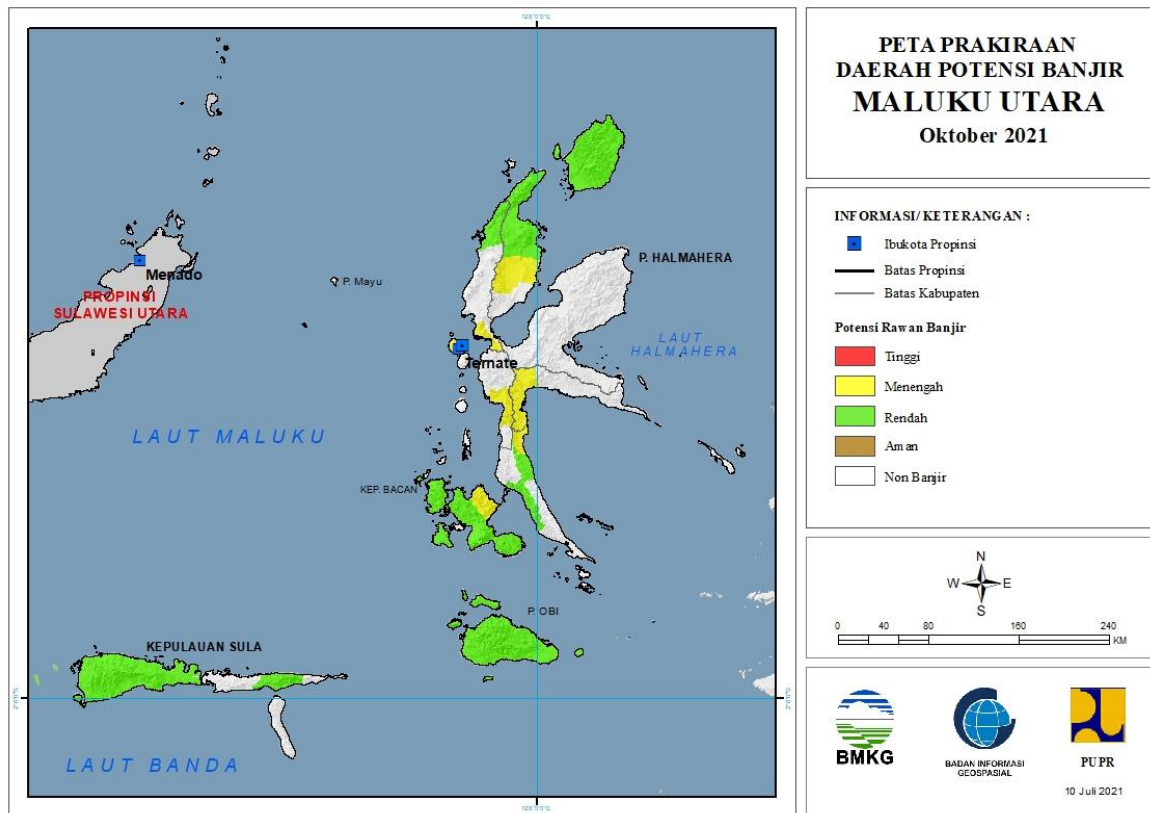 PETA PRAKIRAAN
DAERAH POTENSI BANJIR
MALUKU UTARA
Oktober 2021
INFORMASI/ KETERANGAN :
Ibukota Propinsi
Batas Propinsi
Batas Kabupaten
Potensi Rawan Banjir
Tinggi
Menengah
Rendah
Aman
Non Banjir
N
W
E
S
0
40
80
160
240
KM
BMKG
BADAN INFORMASI
GEOSPASIAL
PUPR
10 Juli 2021
Menado
PROPINSI
SULAWESI UTARA
P. Mayu
P. HALMAHERA
LAUT
HALMAHERA
Ternate
LAUT MALUKU
KEP. BACAN
P. OBI
KEPULAUAN SULA
LAUT BANDA